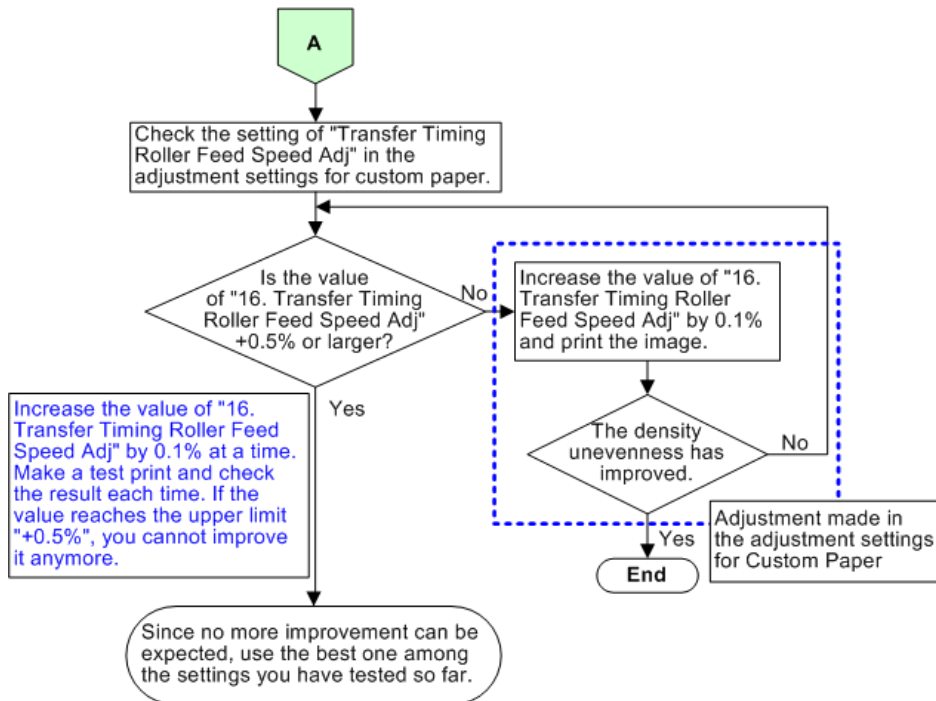 A
Check the setting of "Transfer Timing
Roller Feed Speed Adj" in the
adjustment settings for custom paper.
Is the value
of "16. Transfer Timing
Roller Feed Speed Adj"
+0.5% or larger?
No
Increase the value of "16.
Transfer Timing Roller
Feed Speed Adj" by 0.1%
and print the image.
Yes
Increase the value of "16.
Transfer Timing Roller Feed
Speed Adj" by 0.1% at a time.
Make a test print and check
the result each time. If the
value reaches the upper limit
"+0.5%", you cannot improve
it anymore.
The density
unevenness has
improved.
No
Yes
End
Adjustment made in
the adjustment settings
for Custom Paper
Since no more improvement can be
expected, use the best one among
the settings you have tested so far.